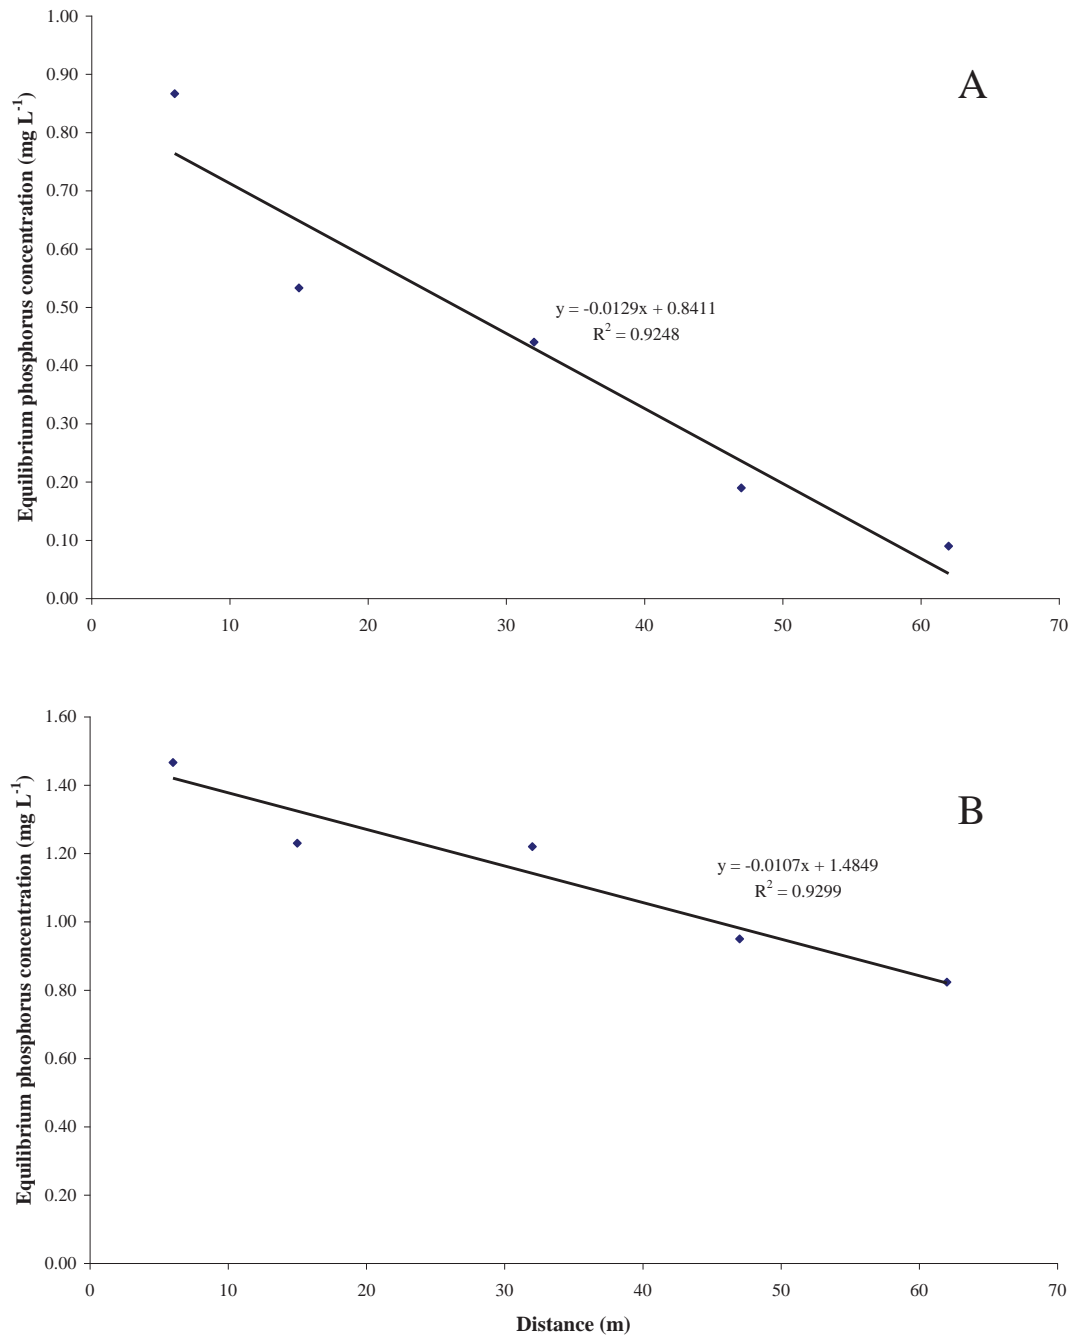 1.00
0.90
0.80
0.70
0.60
0.50
0.40
0.30
0.20
0.10
0.00
Equilibrium phosphorus concentration (mg L⁻¹)
A
y = -0.0129x + 0.8411
R² = 0.9248
0 10 20 30 40 50 60 70
1.60
1.40
1.20
1.00
0.80
0.60
0.40
0.20
0.00
Equilibrium phosphorus concentration (mg L⁻¹)
B
y = -0.0107x + 1.4849
R² = 0.9299
0 10 20 30 40 50 60 70
Distance (m)